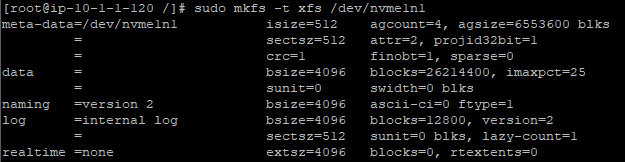 [root@ip-10-1-1-120 /]# sudo mkfs -t xfs /dev/nvme1n1
meta-data=/dev/nvme1n1           isize=512    agcount=4, agsize=6553600 blks
         =                       sectsz=512   attr=2, projid32bit=1
         =                       crc=1        finobt=1, sparse=0
data     =                       bsize=4096   blocks=26214400, imaxpct=25
         =                       sunit=0      swidth=0 blks
naming   =version 2              bsize=4096   ascii-ci=0 ftype=1
log      =internal log           bsize=4096   blocks=12800, version=2
         =                       sectsz=512   sunit=0 blks, lazy-count=1
realtime =none                   extsz=4096   blocks=0, rtextents=0